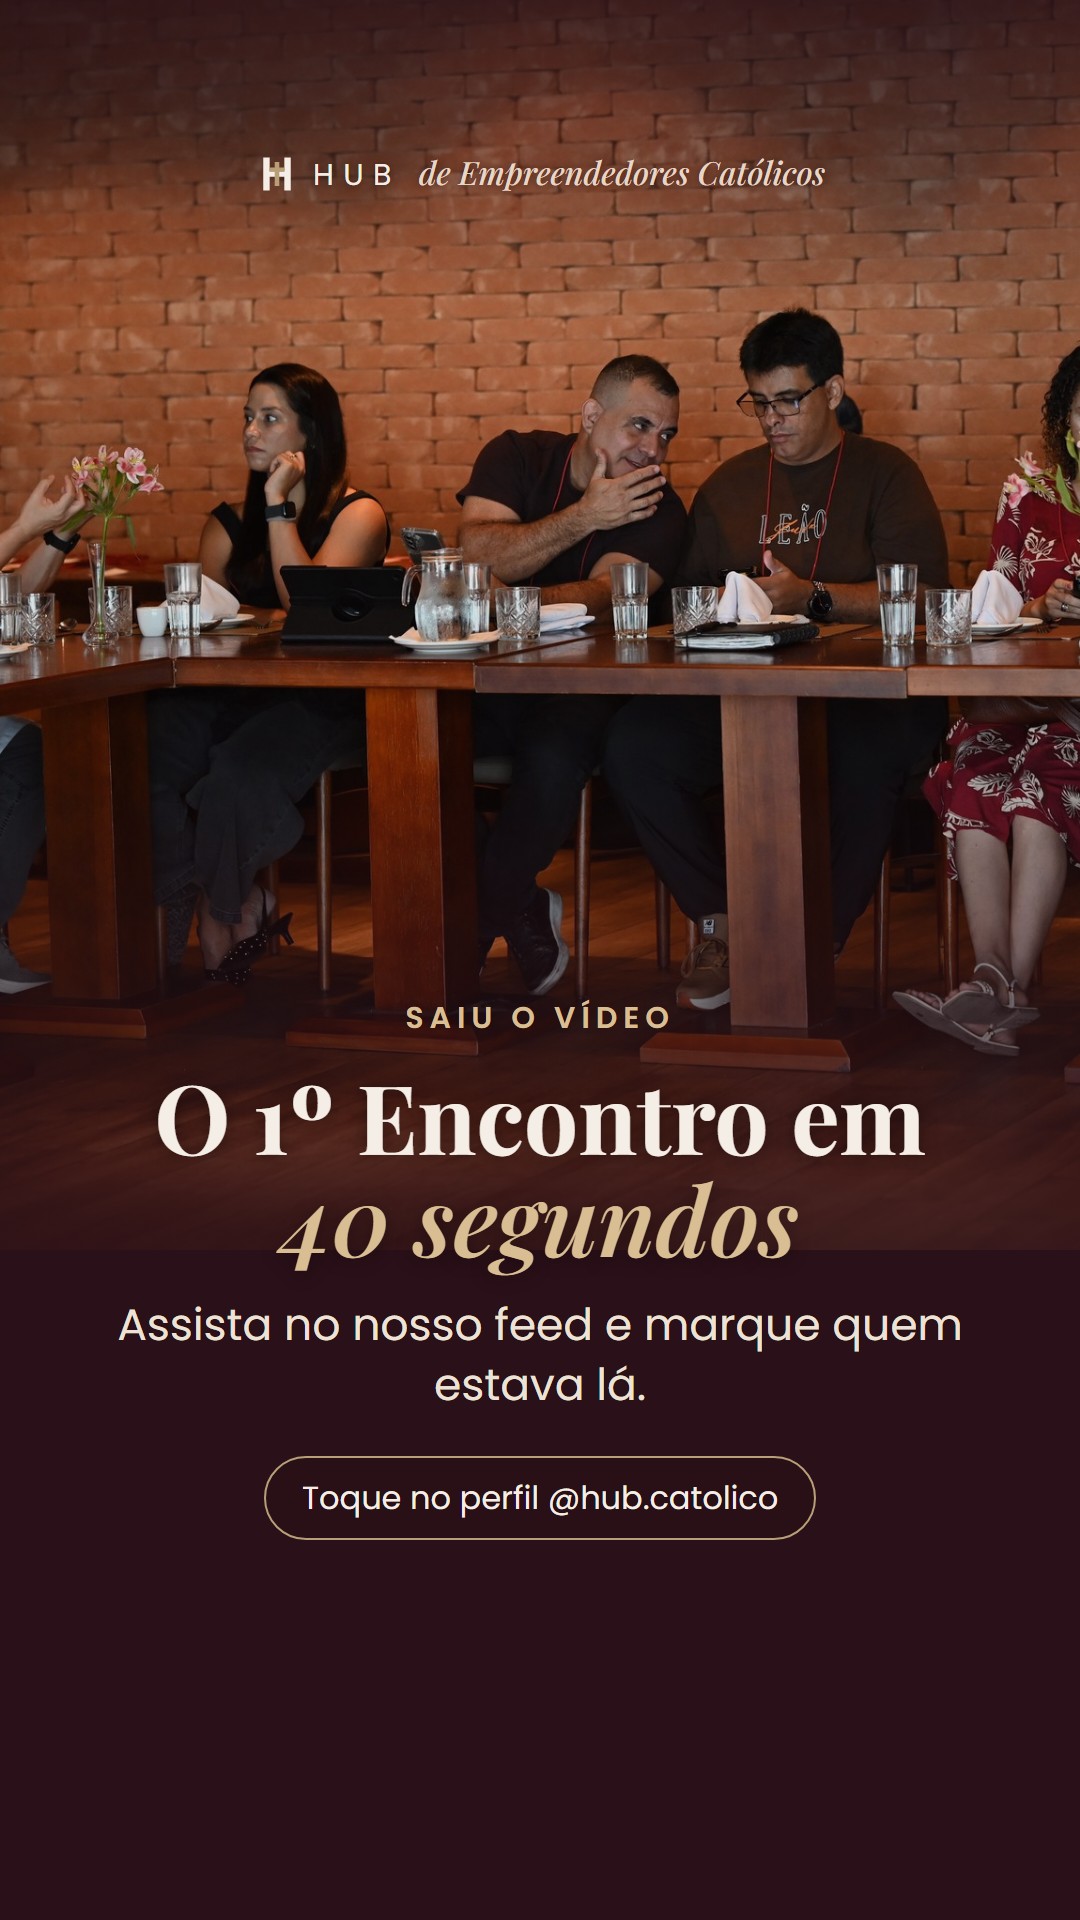 HUB de Empreendedores Católicos
LEÃO
SAIU O VÍDEO
O 1º Encontro em
40 segundos
Assista no nosso feed e marque quem
estava lá.
Toque no perfil @hub.catolico